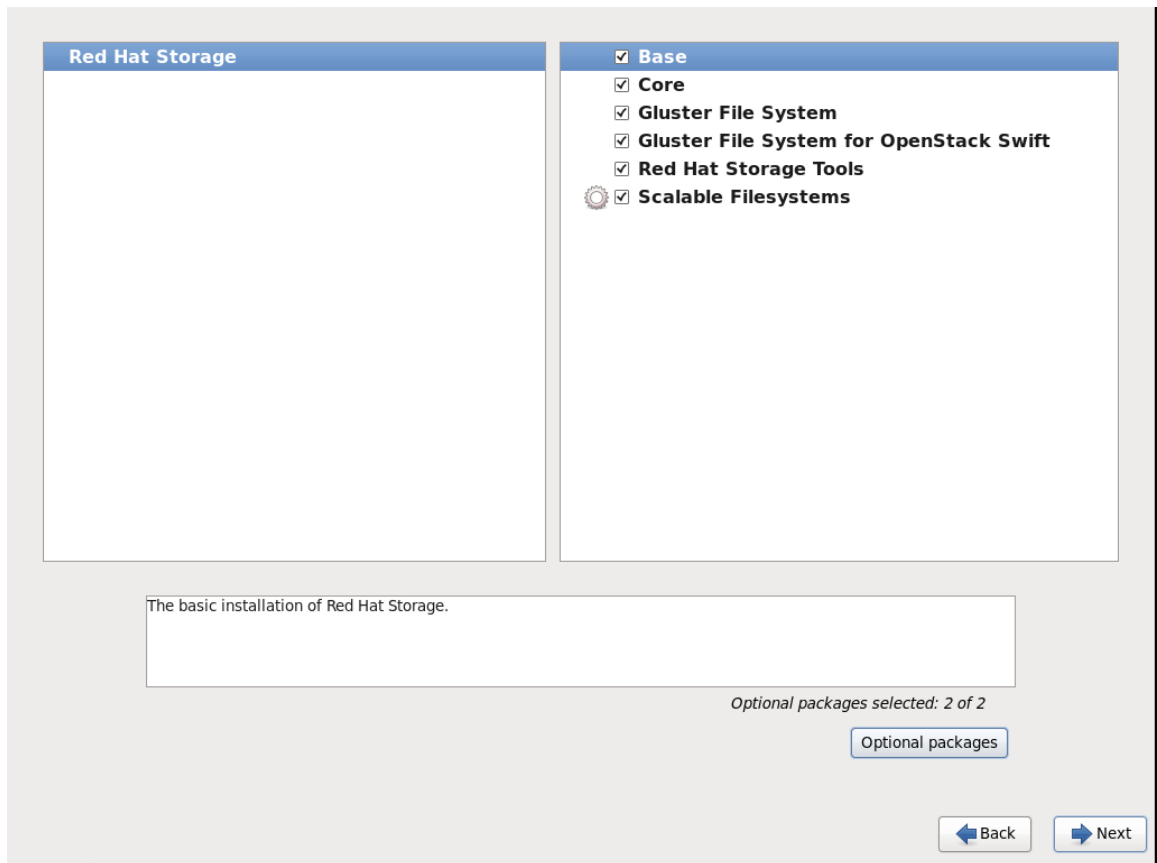 Red Hat Storage
Base
Core
Gluster File System
Gluster File System for OpenStack Swift
Red Hat Storage Tools
Scalable Filesystems
The basic installation of Red Hat Storage.
Optional packages selected: 2 of 2
Optional packages
Back
Next